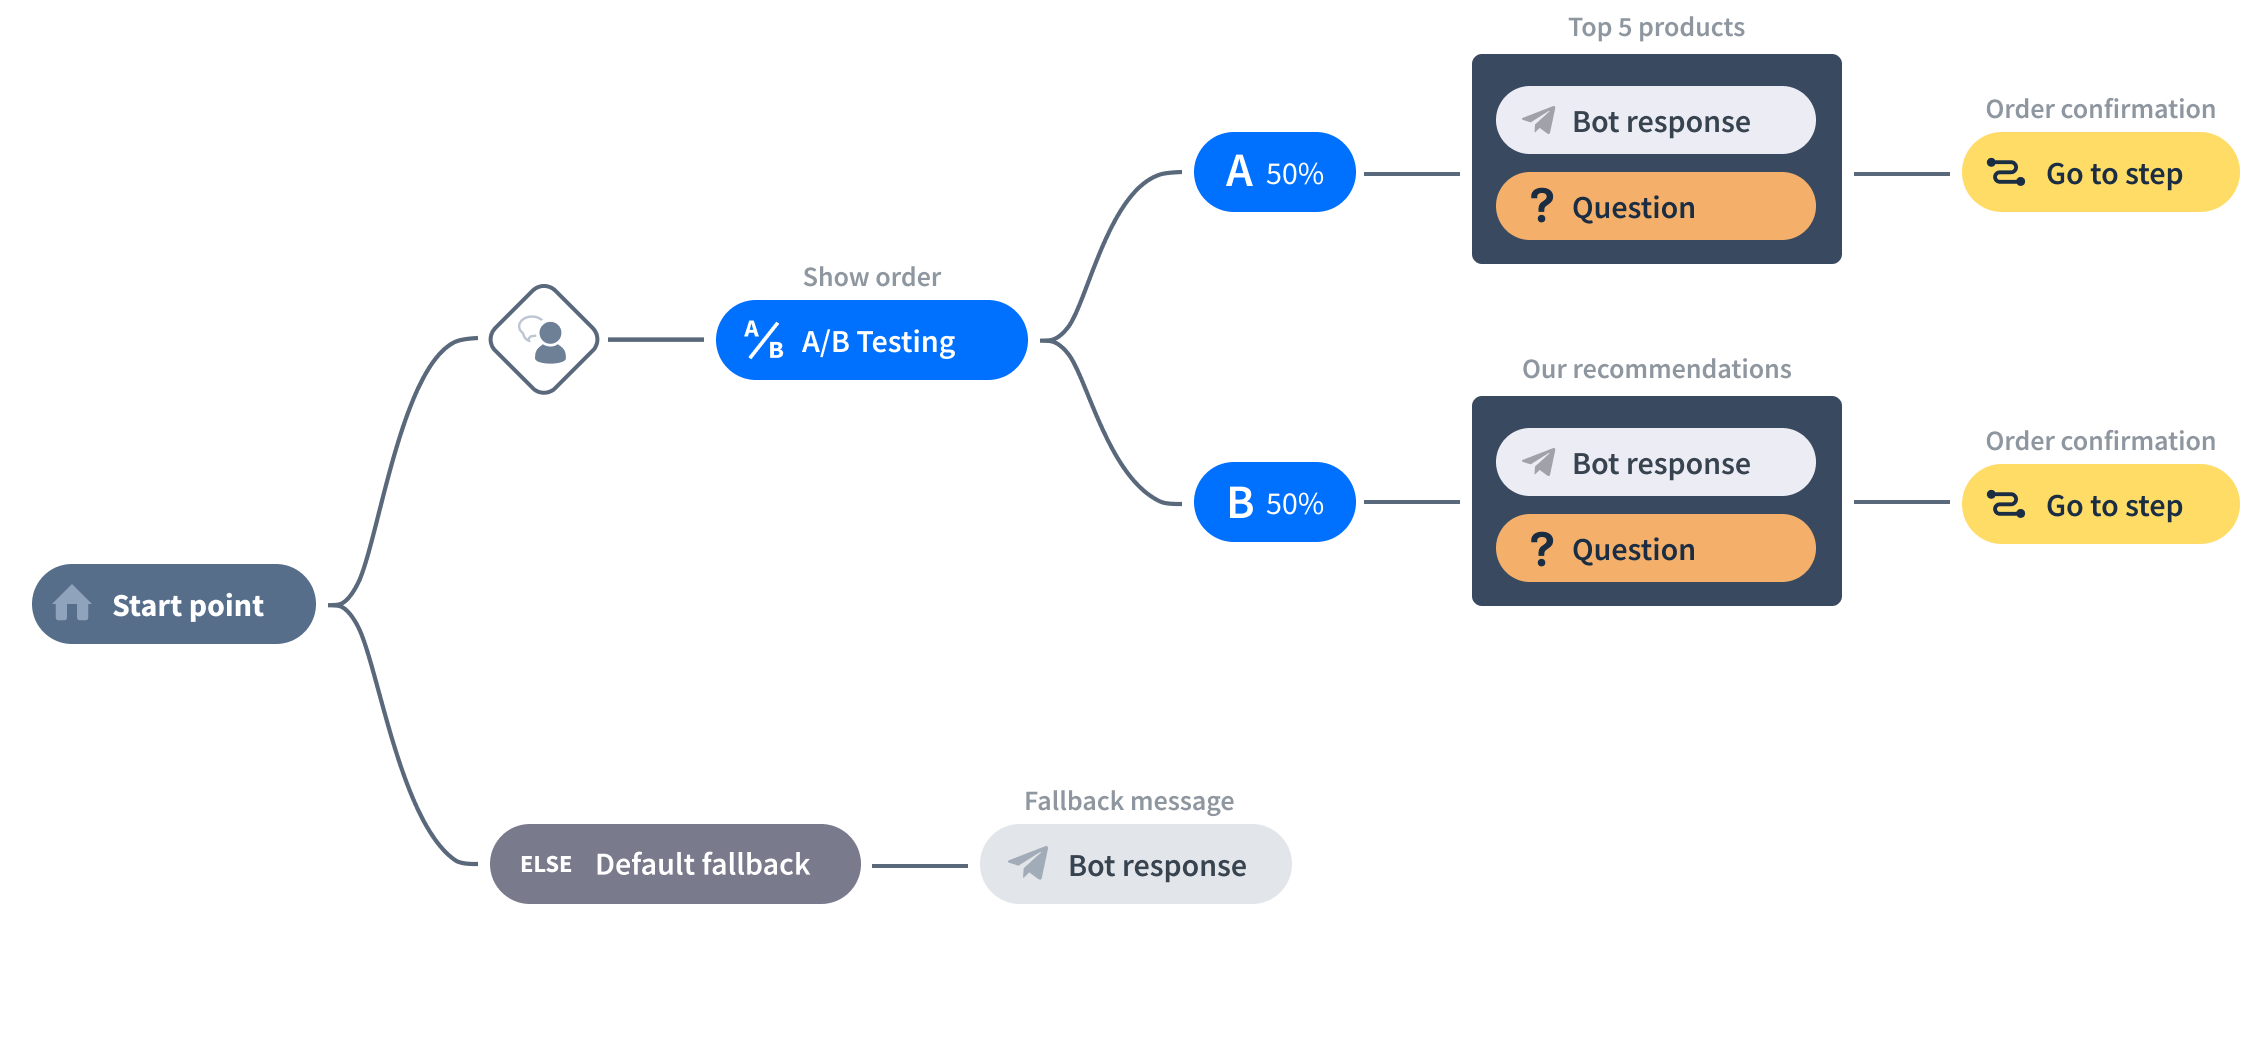 Top 5 products
Bot response
Question
Order confirmation
Go to step
A 50%
Show order
A/B A/B Testing
Our recommendations
Bot response
Question
Order confirmation
Go to step
B 50%
Start point
Fallback message
ELSE Default fallback
Bot response